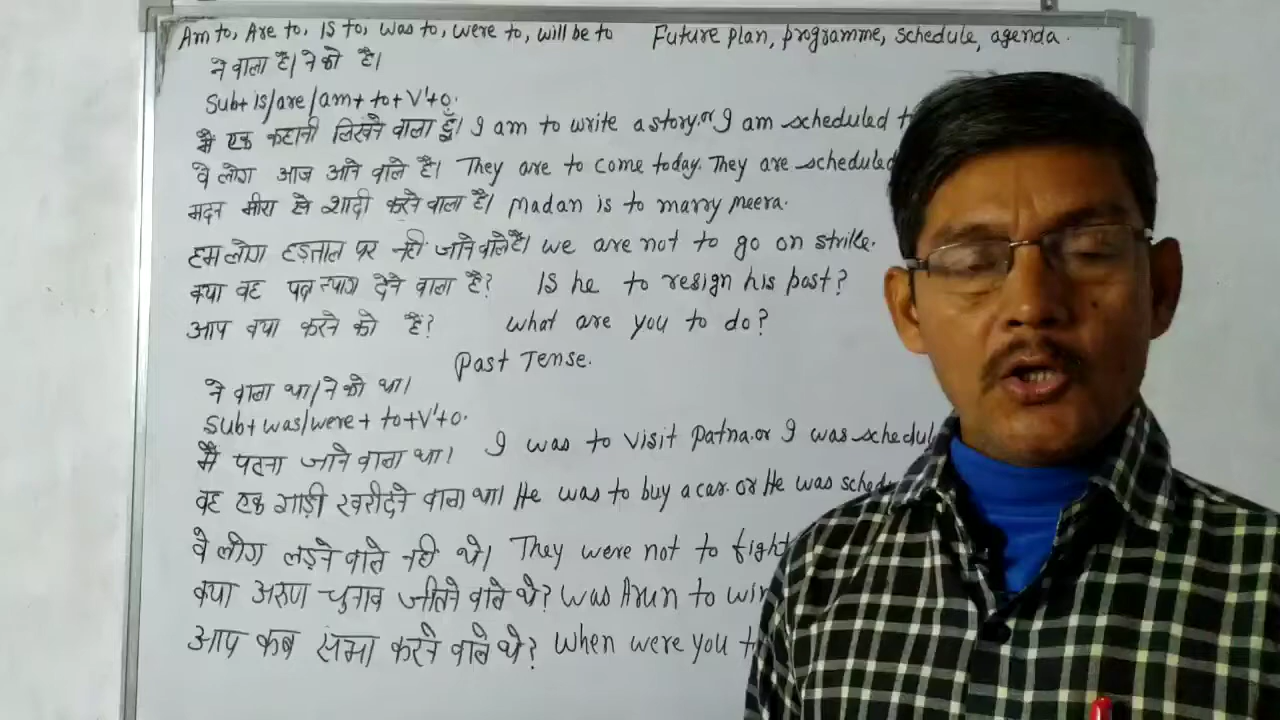 Am to, Are to, Is to, was to, were to, will be to Future plan, programme, schedule, agenda.
ने वाला है। ने को है।
Sub+ is/are/am+ to+ V¹+o.
मैं एक कहानी लिखने वाला हूँ। I am to write a story. or I am scheduled t
वे लोग आज आने वाले है। They are to come today. They are scheduled
मदन मीरा से शादी करने वाला है। Madan is to marry Meera.
हम लोग हड़ताल पर नही जाने वाले है। we are not to go on strike.
क्या वह पद त्याग देने वाला है? Is he to resign his post?
आप क्या करने को है? What are you to do?
Past Tense.
ने वाला था। ने को था।
Sub+ was/were+ to+V¹+o.
मैं पटना जाने वाला था। I was to visit Patna. or I was schedul
वह एक गाड़ी खरीदने वाला था। He was to buy a car. or He was sched
वे लोग लड़ने वाले नही थे। They were not to fight
क्या अरुण चुनाव जीतने वाले थे? Was Arun to win
आप कब सभा करने वाले थे? When were you t